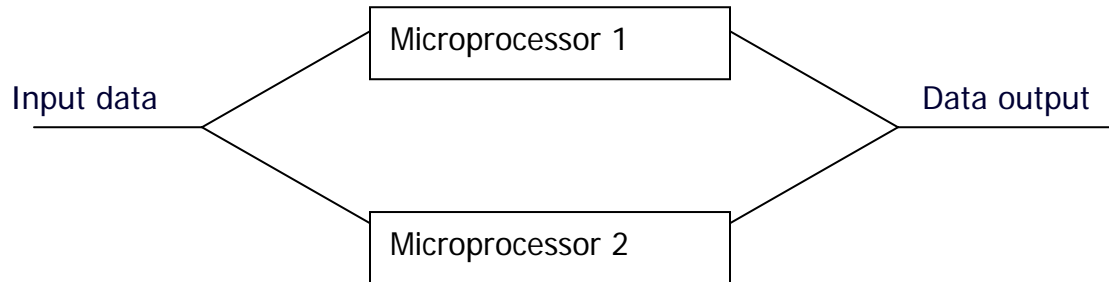 Microprocessor 1
Input data
Data output
Microprocessor 2